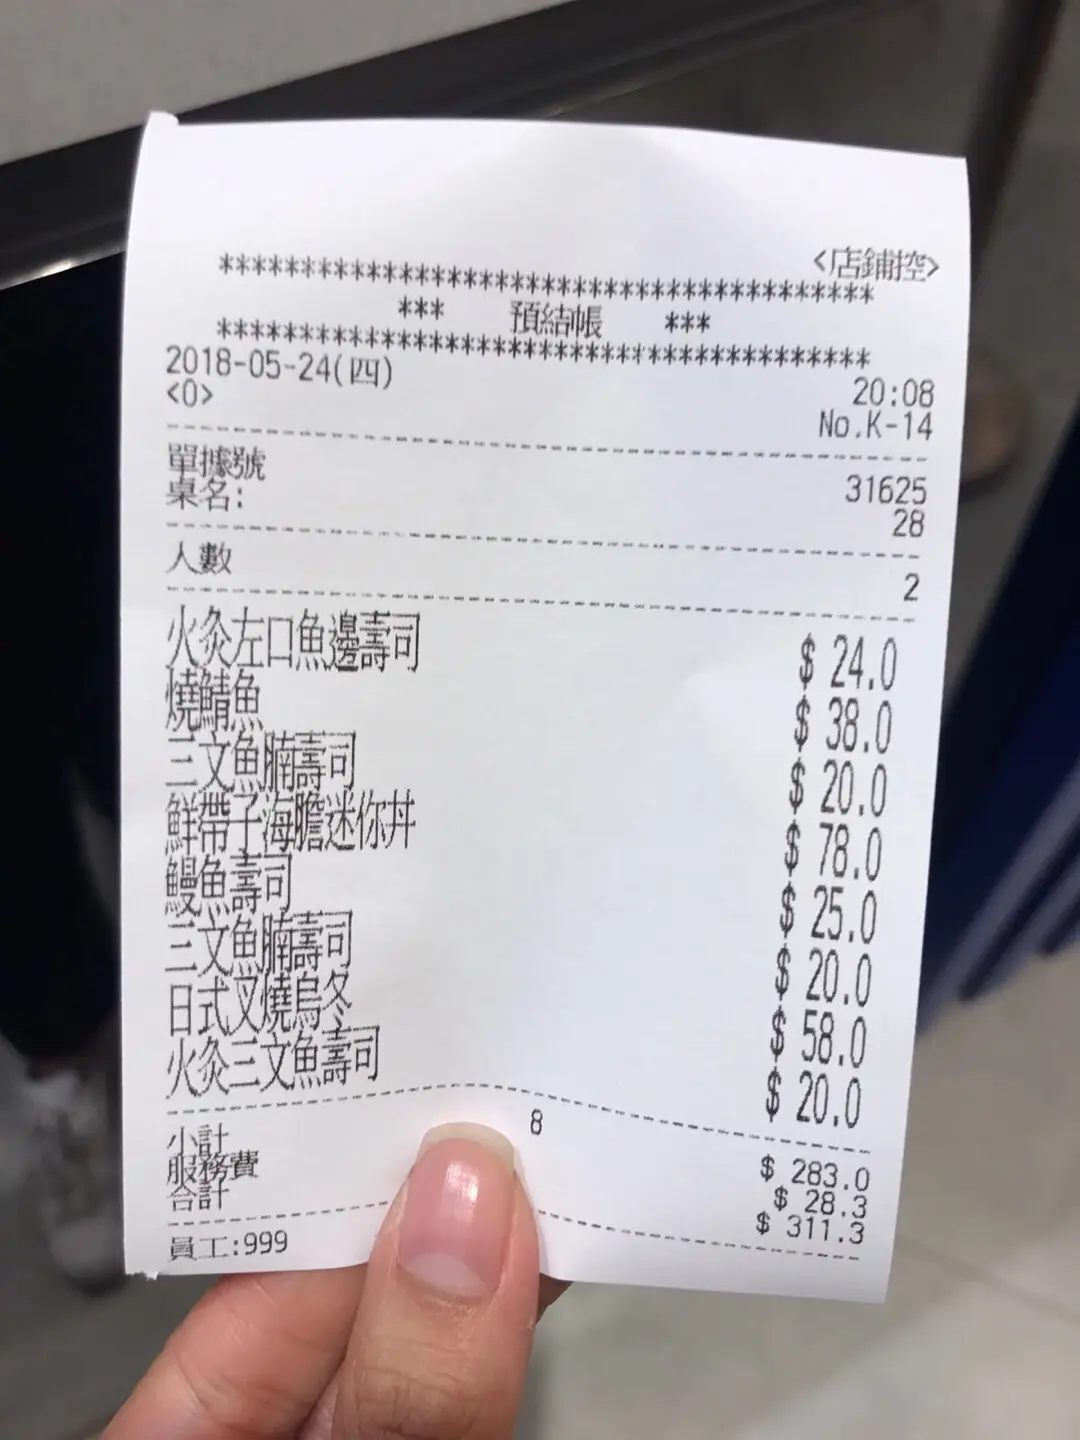 <店鋪控>
****************************************
*** 預結帳 ***
****************************************
2018-05-24(四) 20:08
<0> No.K-14
單據號 31625
桌名: 28
人數 2
火灸左口魚邊壽司 $ 24.0
燒鯖魚 $ 38.0
三文魚腩壽司 $ 20.0
鮮帶子海膽迷你丼 $ 78.0
鰻魚壽司 $ 25.0
三文魚腩壽司 $ 20.0
日式叉燒烏冬 $ 58.0
火灸三文魚壽司 $ 20.0
小計 8 $ 283.0
服務費 $ 28.3
合計 $ 311.3
員工:999